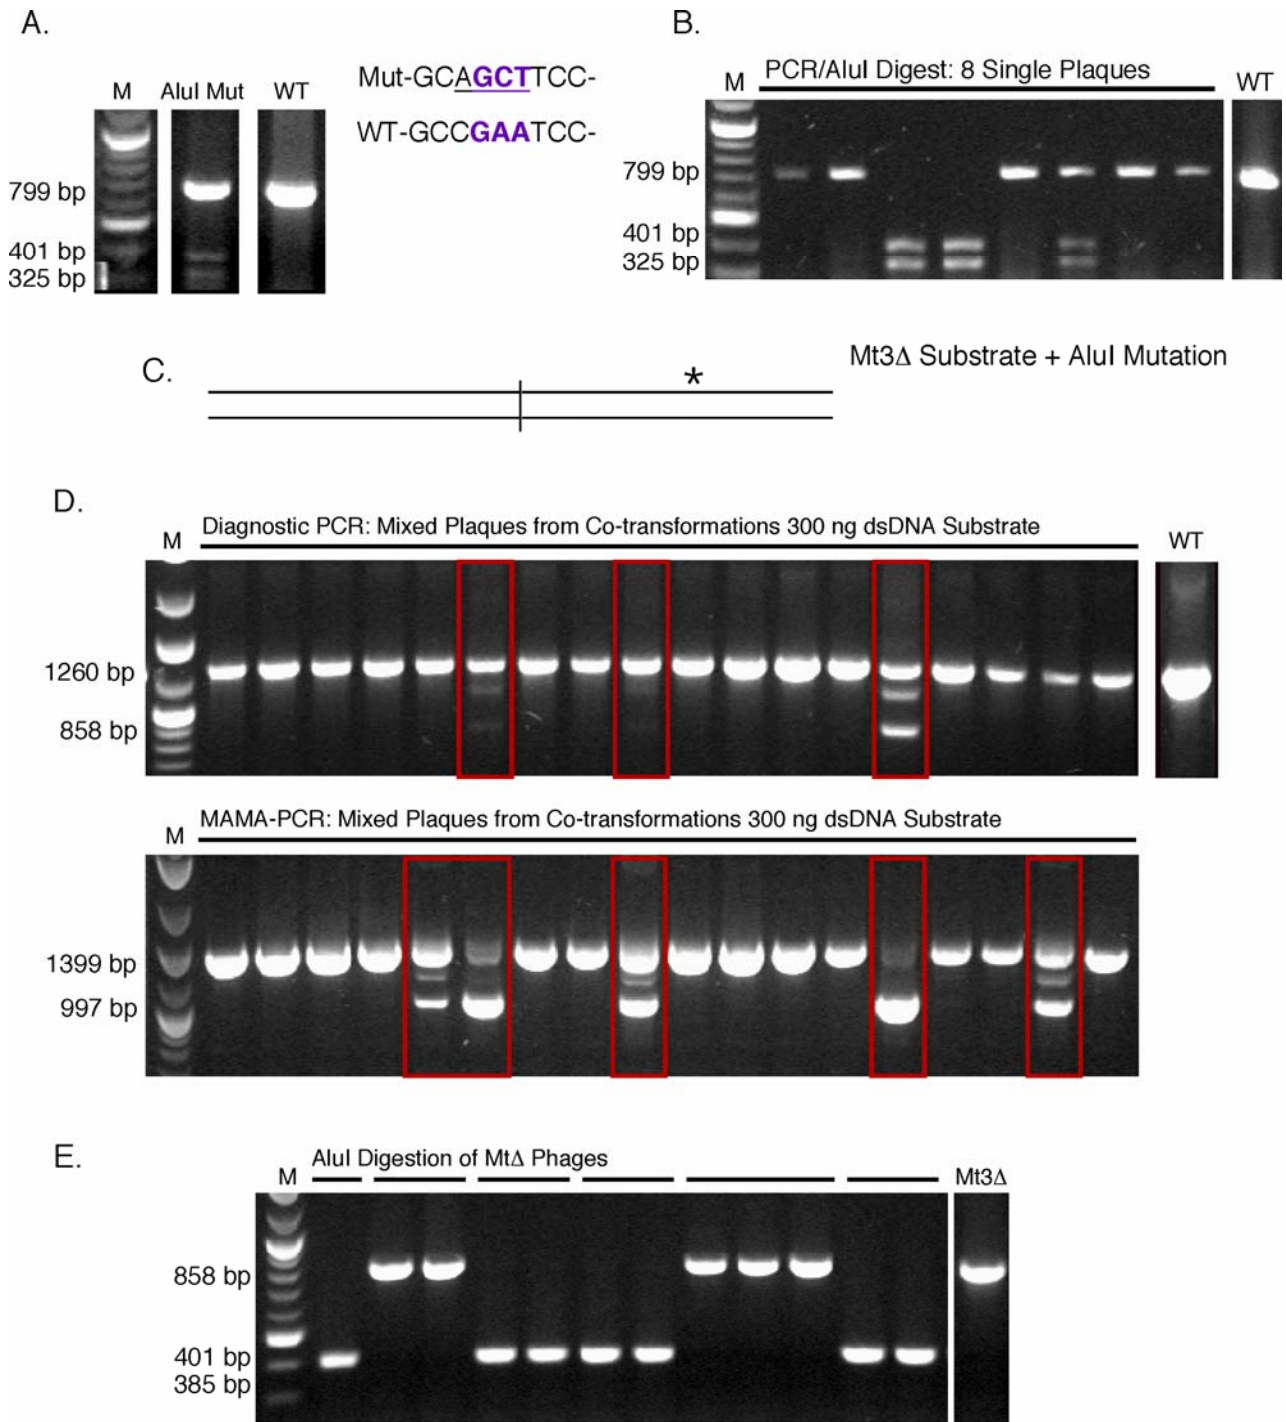 A.
M
AluI Mut
WT
799 bp
401 bp
325 bp
Mut-GCAGCTTCC-
WT-GCCGAATCC-
B.
PCR/AluI Digest: 8 Single Plaques
M
WT
799 bp
401 bp
325 bp
C.
*
Mt3Δ Substrate + AluI Mutation
D.
Diagnostic PCR: Mixed Plaques from Co-transformations 300 ng dsDNA Substrate
M
WT
1260 bp
858 bp
MAMA-PCR: Mixed Plaques from Co-transformations 300 ng dsDNA Substrate
M
1399 bp
997 bp
E.
AluI Digestion of MtΔ Phages
M
Mt3Δ
858 bp
401 bp
385 bp